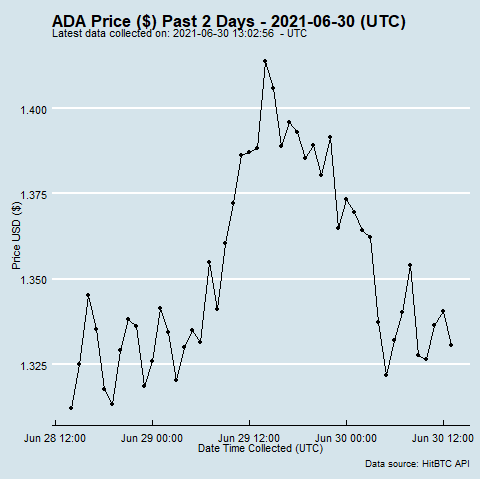 ADA Price ($) Past 2 Days - 2021-06-30 (UTC)
Latest data collected on: 2021-06-30 13:02:56 - UTC
1.400
1.375
1.350
1.325
Price USD ($)
Jun 28 12:00 Jun 29 00:00 Jun 29 12:00 Jun 30 00:00 Jun 30 12:00
Date Time Collected (UTC)
Data source: HitBTC API